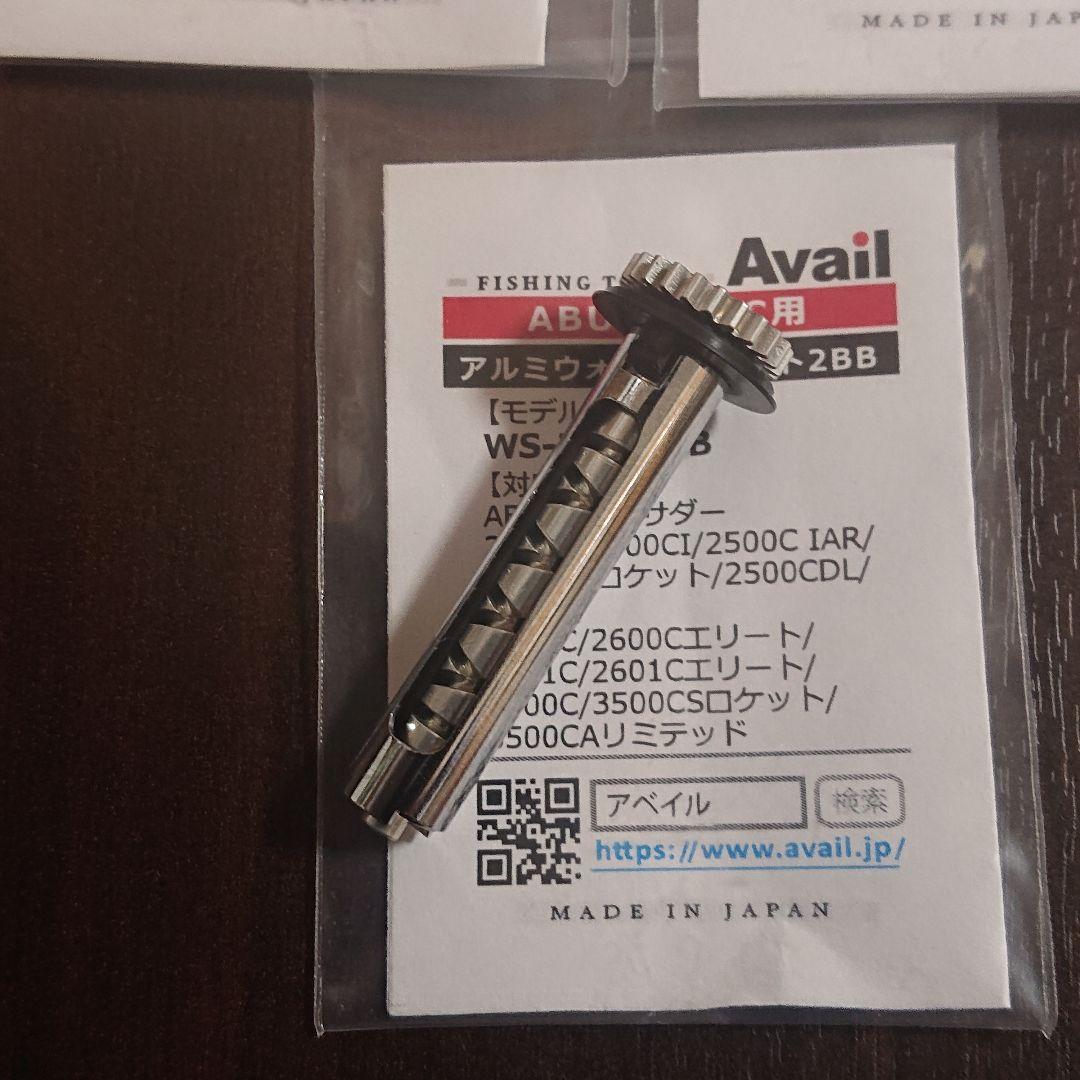 MADE IN JAP
Avail
FISHING T
ABU C用
アルミウォ ト2BB
【モデル
WS- B
【対
AB サダー
2 00CI/2500C IAR/
ロケット/2500CDL/
C/2600Cエリート/
1C/2601Cエリート/
00C/3500CSロケット/
500CAリミテッド
アベイル 検索
https://www.avail.jp/
MADE IN JAPAN